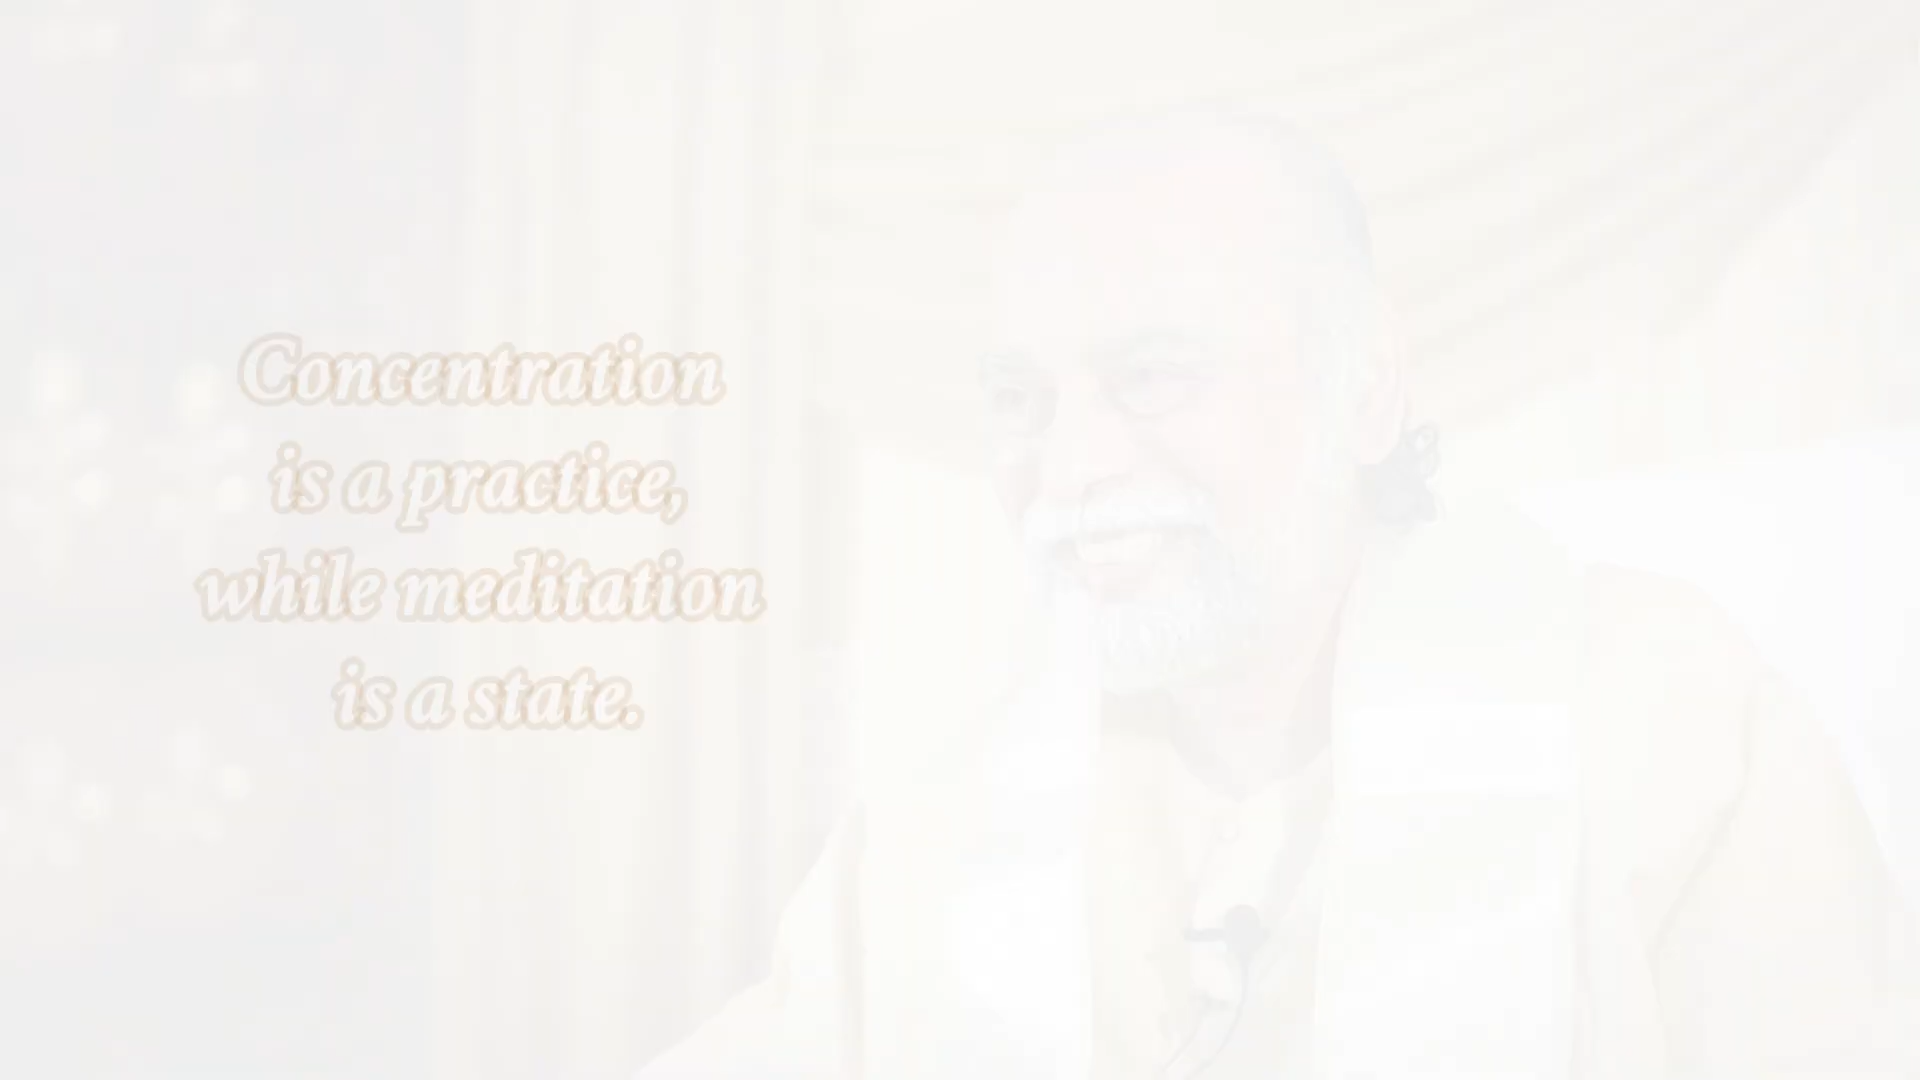 Concentration
is a practice,
while meditation
is a state.